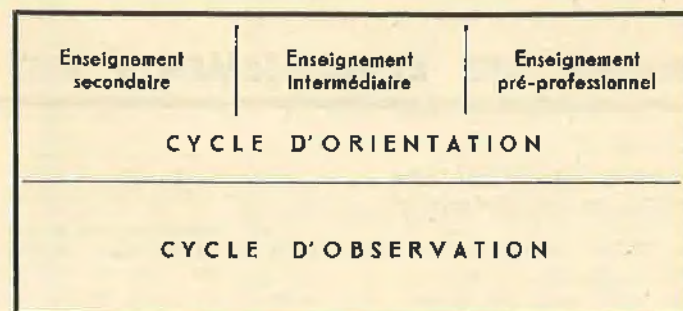 Enseignement
secondaire
Enseignement
Intermédiaire
Enseignement
pré-professionnel
CYCLE D'ORIENTATION
CYCLE D'OBSERVATION